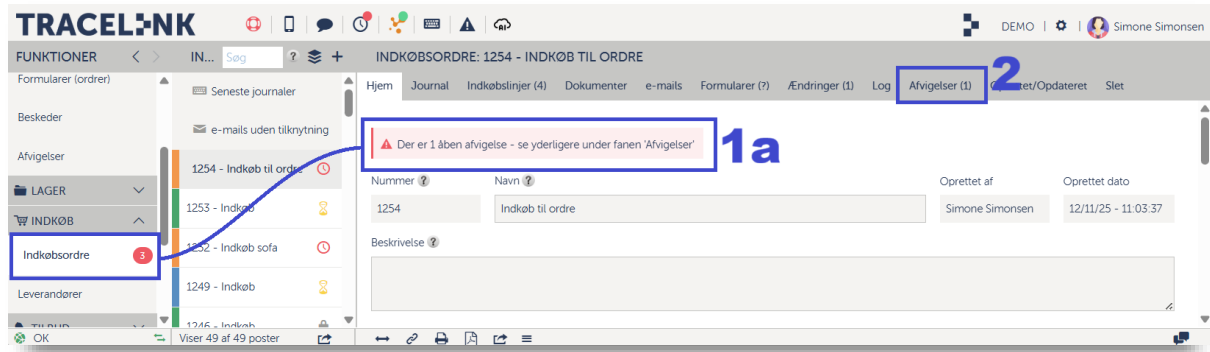 TRACELINK
AI
DEMO
Simone Simonsen
FUNKTIONER
IN...
Søg
?
INDKØBSORDRE: 1254 - INDKØB TIL ORDRE
Formularer (ordrer)
Beskeder
Afvigelser
LAGER
INDKØB
Indkøbsordre
3
Leverandører
TILBUD
OK
Seneste journaler
e-mails uden tilknytning
1254 - Indkøb til ordre
1253 - Indkøb
1252 - Indkøb sofa
1249 - Indkøb
1246 - Indkøb
Viser 49 af 49 poster
Hjem Journal Indkøbslinjer (4) Dokumenter e-mails Formularer (?) Ændringer (1) Log Afvigelser (1) Slet
2
Der er 1 åben afvigelse - se yderligere under fanen 'Afvigelser'
1a
Nummer ? Navn ? Oprettet af Oprettet dato
1254 Indkøb til ordre Simone Simonsen 12/11/25 - 11:03:37
Beskrivelse ?